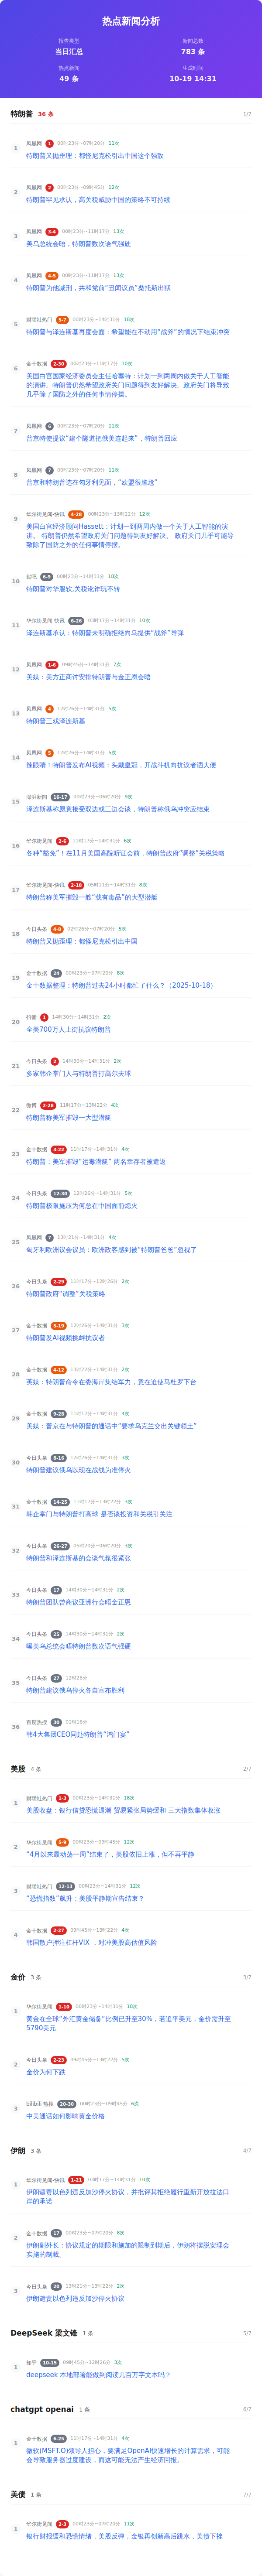 热点新闻分析
报告类型
新闻总数
当日汇总
783 条
热点新闻
生成时间
49 条
10-19 14:31
特朗普 36 条 1/7
1 凤凰网 1 00时23分~07时20分 11次
特朗普又抛歪理：都怪尼克松引出中国这个强敌
2 凤凰网 2 00时23分~09时45分 12次
特朗普罕见承认，高关税威胁中国的策略不可持续
3 凤凰网 3-4 00时23分~11时17分 13次
美乌总统会晤，特朗普数次语气强硬
4 凤凰网 4-5 00时23分~11时17分 13次
特朗普为他减刑，共和党前“丑闻议员”桑托斯出狱
5 财联社热门 5-7 00时23分~14时31分 18次
特朗普与泽连斯基再度会面：希望能在不动用“战斧”的情况下结束冲突
6 金十数据 2-30 00时23分~11时17分 10次
美国白宫国家经济委员会主任哈塞特：计划一到两周内做关于人工智能
的演讲。特朗普仍然希望政府关门问题得到友好解决。政府关门将导致
几乎除了国防之外的任何事情停摆。
7 凤凰网 6 00时23分~07时20分 11次
普京特使提议“建个隧道把俄美连起来”，特朗普回应
8 凤凰网 7 00时23分~07时20分 11次
普京和特朗普选在匈牙利见面，“欧盟很尴尬”
9 华尔街见闻-快讯 4-28 00时23分~13时22分 12次
美国白宫经济顾问Hassett：计划一到两周内做一个关于人工智能的演
讲。 特朗普仍然希望政府关门问题得到友好解决。 政府关门几乎可能导
致除了国防之外的任何事情停摆。
10 贴吧 6-9 00时23分~14时31分 18次
特朗普对华服软,关税讹诈玩不转
11 华尔街见闻-快讯 6-26 03时17分~14时31分 10次
泽连斯基承认：特朗普未明确拒绝向乌提供“战斧”导弹
12 凤凰网 1-6 09时45分~14时31分 7次
美媒：美方正商讨安排特朗普与金正恩会晤
13 凤凰网 4 12时26分~14时31分 5次
特朗普三戏泽连斯基
14 凤凰网 5 12时26分~14时31分 5次
辣眼睛！特朗普发布AI视频：头戴皇冠，开战斗机向抗议者洒大便
15 澎湃新闻 16-17 00时23分~06时20分 9次
泽连斯基称愿意接受双边或三边会谈，特朗普称俄乌冲突应结束
16 华尔街见闻 2-6 11时17分~14时31分 6次
各种“豁免”！在11月美国高院听证会前，特朗普政府“调整”关税策略
17 华尔街见闻-快讯 2-18 05时21分~14时31分 8次
特朗普称美军摧毁一艘“载有毒品”的大型潜艇
18 今日头条 6-8 02时26分~07时20分 5次
特朗普又抛歪理：都怪尼克松引出中国
19 金十数据 24 00时23分~07时20分 8次
金十数据整理：特朗普过去24小时都忙了什么？（2025-10-18）
20 抖音 1 14时30分~14时31分 2次
全美700万人上街抗议特朗普
21 今日头条 2 14时30分~14时31分 2次
多家韩企掌门人与特朗普打高尔夫球
22 微博 2-28 11时17分~13时22分 4次
特朗普称美军摧毁一大型潜艇
23 金十数据 3-22 11时17分~14时31分 4次
特朗普：美军摧毁“运毒潜艇” 两名幸存者被遣返
24 今日头条 12-30 12时26分~14时31分 5次
特朗普极限施压为何总在中国面前熄火
25 凤凰网 7 13时21分~14时31分 4次
匈牙利欧洲议会议员：欧洲政客感到被“特朗普爸爸”忽视了
26 今日头条 2-29 11时17分~12时26分 2次
特朗普政府“调整”关税策略
27 金十数据 5-19 12时26分~14时31分 3次
特朗普发AI视频挑衅抗议者
28 金十数据 4-12 13时22分~14时31分 2次
英媒：特朗普命令在委海岸集结军力，意在迫使马杜罗下台
29 金十数据 9-28 11时17分~14时31分 4次
美媒：普京在与特朗普的通话中“要求乌克兰交出关键领土”
30 今日头条 8-16 12时26分~14时31分 3次
特朗普建议俄乌以现在战线为准停火
31 金十数据 14-25 11时17分~13时22分 3次
韩企掌门与特朗普打高球 是否谈投资和关税引关注
32 今日头条 26-27 05时20分~06时20分 3次
特朗普和泽连斯基的会谈气氛很紧张
33 今日头条 17 14时30分~14时31分 2次
特朗普团队曾商议亚洲行会晤金正恩
34 今日头条 25 14时30分~14时31分 2次
曝美乌总统会晤特朗普数次语气强硬
35 今日头条 27 12时26分
特朗普建议俄乌停火各自宣布胜利
36 百度热搜 30 01时16分
韩4大集团CEO同赴特朗普“鸿门宴”
美股 4 条 2/7
1 财联社热门 1-3 00时23分~14时31分 18次
美股收盘：银行信贷恐慌退潮 贸易紧张局势缓和 三大指数集体收涨
2 华尔街见闻 5-9 00时23分~09时45分 12次
“4月以来最动荡一周”结束了，美股依旧上涨，但不再平静
3 财联社热门 12-13 00时23分~14时31分 12次
“恐慌指数”飙升：美股平静期宣告结束？
4 金十数据 2-27 09时45分~13时22分 4次
韩国散户押注杠杆VIX ，对冲美股高估值风险
金价 3 条 3/7
1 华尔街见闻 1-10 00时23分~14时31分 18次
黄金在全球“外汇黄金储备”比例已升至30%，若追平美元，金价需升至
5790美元
2 今日头条 2-23 09时45分~13时22分 5次
金价为何下跌
3 bilibili 热搜 20-30 00时23分~09时45分 6次
中美通话如何影响黄金价格
伊朗 3 条 4/7
1 华尔街见闻-快讯 1-21 03时17分~14时31分 10次
伊朗谴责以色列违反加沙停火协议，并批评其拒绝履行重新开放拉法口
岸的承诺
2 金十数据 17 00时23分~07时20分 8次
伊朗副外长：协议规定的期限和施加的限制到期后，伊朗将摆脱安理会
实施的制裁。
3 今日头条 28 13时21分~13时22分 2次
伊朗谴责以色列违反加沙停火协议
DeepSeek 梁文锋 1 条 5/7
1 知乎 10-15 09时45分~12时26分 3次
deepseek 本地部署能做到阅读几百万字文本吗？
chatgpt openai 1 条 6/7
1 金十数据 6-25 11时17分~14时31分 4次
微软(MSFT.O)领导人担心，要满足OpenAI快速增长的计算需求，可能
会导致服务器过度建设，而这可能无法产生经济回报。
美债 1 条 7/7
1 华尔街见闻 2-3 00时23分~07时20分 11次
银行财报缓和恐慌情绪，美股反弹，金银再创新高后跳水，美债下挫